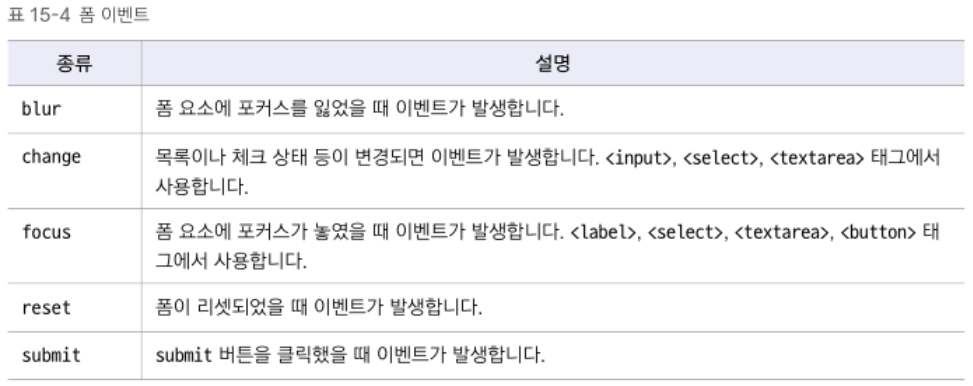 표 15-4 폼 이벤트
종류 설명
blur 폼 요소에 포커스를 잃었을 때 이벤트가 발생합니다.
change 목록이나 체크 상태 등이 변경되면 이벤트가 발생합니다. <input>, <select>, <textarea> 태그에서
사용합니다.
focus 폼 요소에 포커스가 놓였을 때 이벤트가 발생합니다. <label>, <select>, <textarea>, <button> 태
그에서 사용합니다.
reset 폼이 리셋되었을 때 이벤트가 발생합니다.
submit submit 버튼을 클릭했을 때 이벤트가 발생합니다.